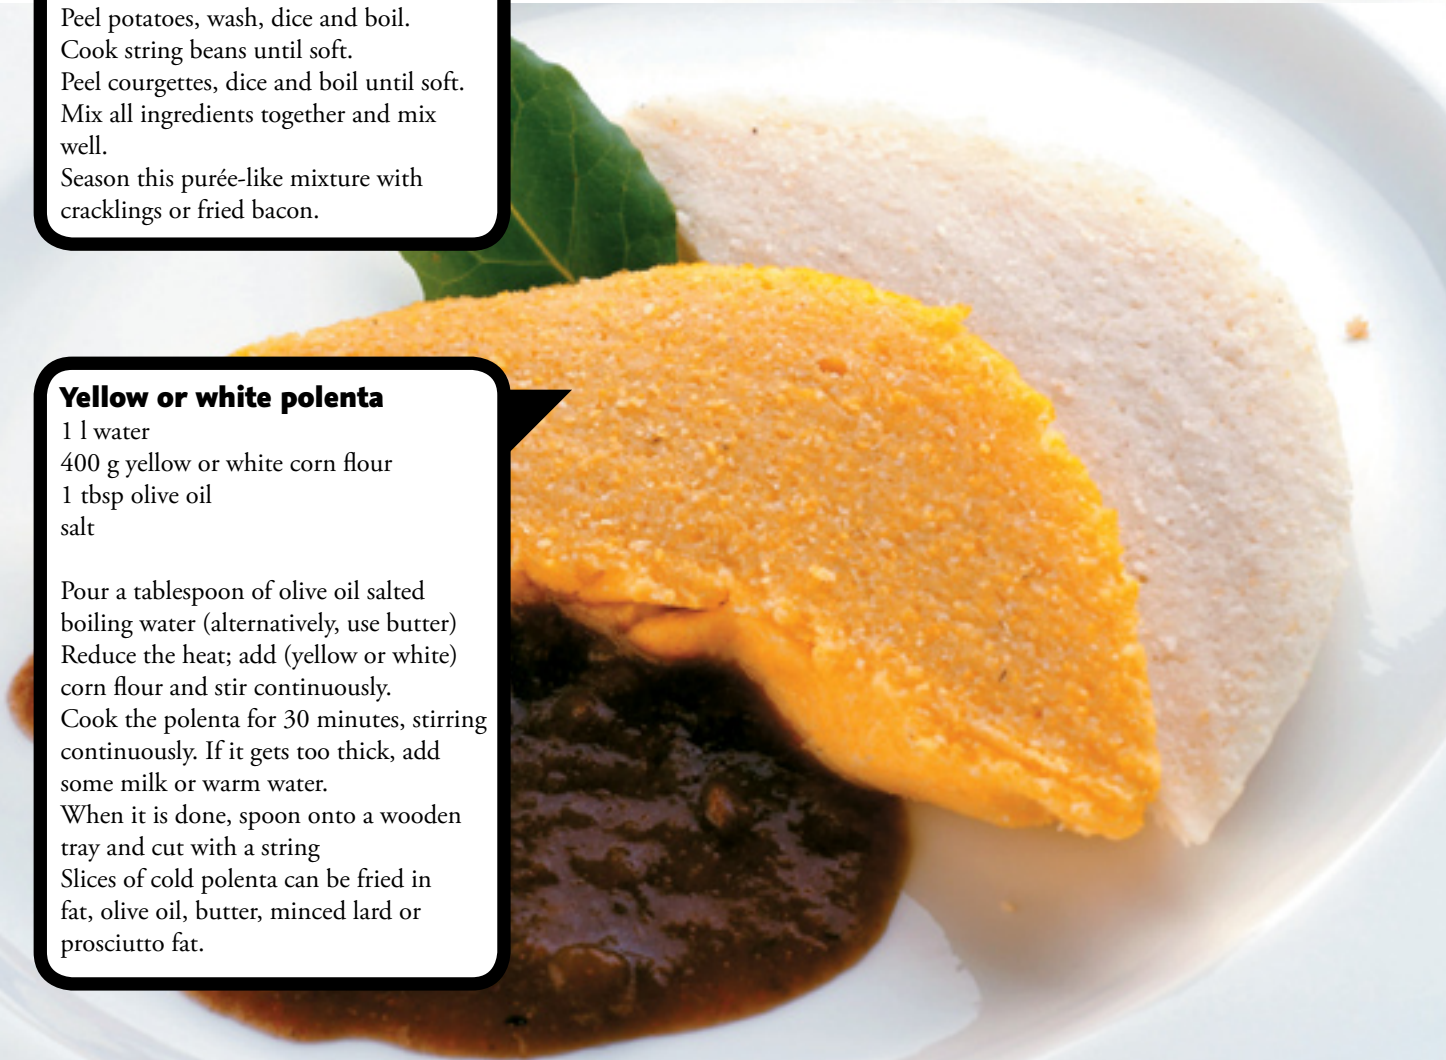 Peel potatoes, wash, dice and boil.
Cook string beans until soft.
Peel courgettes, dice and boil until soft.
Mix all ingredients together and mix
well.
Season this purée-like mixture with
cracklings or fried bacon.
Yellow or white polenta
1 l water
400 g yellow or white corn flour
1 tbsp olive oil
salt
Pour a tablespoon of olive oil salted
boiling water (alternatively, use butter)
Reduce the heat; add (yellow or white)
corn flour and stir continuously.
Cook the polenta for 30 minutes, stirring
continuously. If it gets too thick, add
some milk or warm water.
When it is done, spoon onto a wooden
tray and cut with a string
Slices of cold polenta can be fried in
fat, olive oil, butter, minced lard or
prosciutto fat.